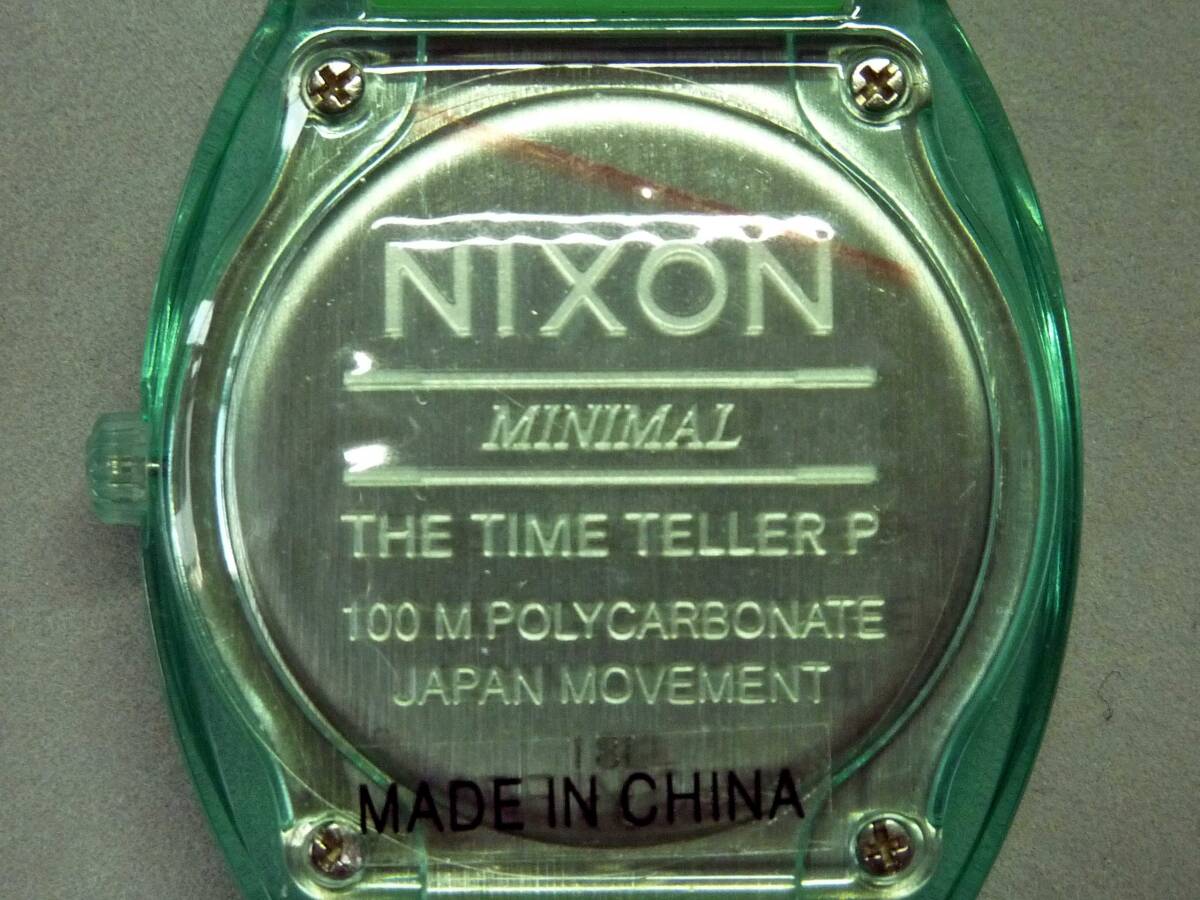 NIXON
MINIMAL
THE TIME TELLER P
100 M POLYCARBONATE
JAPAN MOVEMENT
MADE IN CHINA